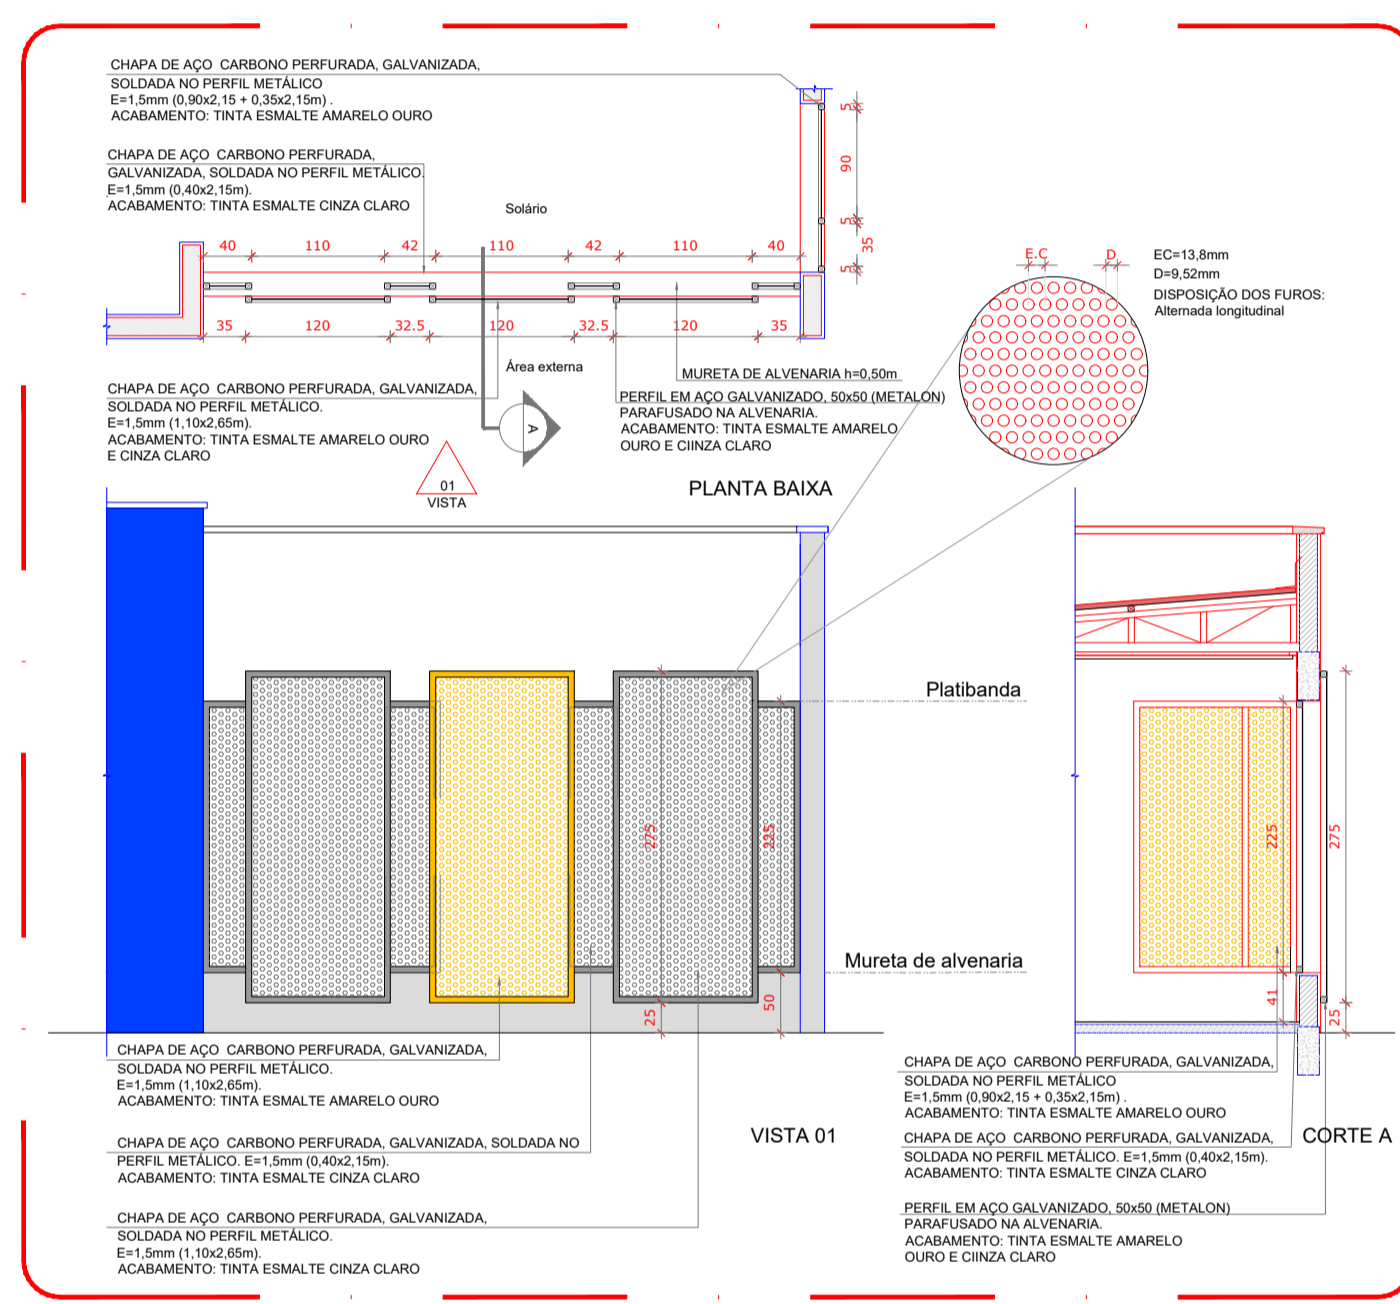 CHAPA DE AÇO CARBONO PERFURADA, GALVANIZADA,
SOLDADA NO PERFIL METÁLICO
E=1,5mm (0,90x2,15 + 0,35x2,15m) .
ACABAMENTO: TINTA ESMALTE AMARELO OURO
CHAPA DE AÇO CARBONO PERFURADA,
GALVANIZADA, SOLDADA NO PERFIL METÁLICO.
E=1,5mm (0,40x2,15m).
ACABAMENTO: TINTA ESMALTE CINZA CLARO
Solário
5
90
5
35
5
40 110 42 110 42 110 40
35 120 32.5 120 32.5 120 35
E.C D
EC=13,8mm
D=9,52mm
DISPOSIÇÃO DOS FUROS:
Alternada longitudinal
Área externa
MURETA DE ALVENARIA h=0,50m
CHAPA DE AÇO CARBONO PERFURADA, GALVANIZADA,
SOLDADA NO PERFIL METÁLICO.
E=1,5mm (1,10x2,65m).
ACABAMENTO: TINTA ESMALTE AMARELO OURO
E CINZA CLARO
PERFIL EM AÇO GALVANIZADO, 50x50 (METALON)
PARAFUSADO NA ALVENARIA.
ACABAMENTO: TINTA ESMALTE AMARELO
OURO E CIINZA CLARO
A
01
VISTA
PLANTA BAIXA
Platibanda
275
225
225
275
Mureta de alvenaria
25
50
41
25
CHAPA DE AÇO CARBONO PERFURADA, GALVANIZADA,
SOLDADA NO PERFIL METÁLICO.
E=1,5mm (1,10x2,65m).
ACABAMENTO: TINTA ESMALTE AMARELO OURO
CHAPA DE AÇO CARBONO PERFURADA, GALVANIZADA, SOLDADA NO
PERFIL METÁLICO. E=1,5mm (0,40x2,15m).
ACABAMENTO: TINTA ESMALTE CINZA CLARO
CHAPA DE AÇO CARBONO PERFURADA, GALVANIZADA,
SOLDADA NO PERFIL METÁLICO.
E=1,5mm (1,10x2,65m).
ACABAMENTO: TINTA ESMALTE CINZA CLARO
VISTA 01
CHAPA DE AÇO CARBONO PERFURADA, GALVANIZADA,
SOLDADA NO PERFIL METÁLICO
E=1,5mm (0,90x2,15 + 0,35x2,15m) .
ACABAMENTO: TINTA ESMALTE AMARELO OURO
CHAPA DE AÇO CARBONO PERFURADA, GALVANIZADA,
SOLDADA NO PERFIL METÁLICO. E=1,5mm (0,40x2,15m).
ACABAMENTO: TINTA ESMALTE CINZA CLARO
CORTE A
PERFIL EM AÇO GALVANIZADO, 50x50 (METALON)
PARAFUSADO NA ALVENARIA.
ACABAMENTO: TINTA ESMALTE AMARELO
OURO E CIINZA CLARO